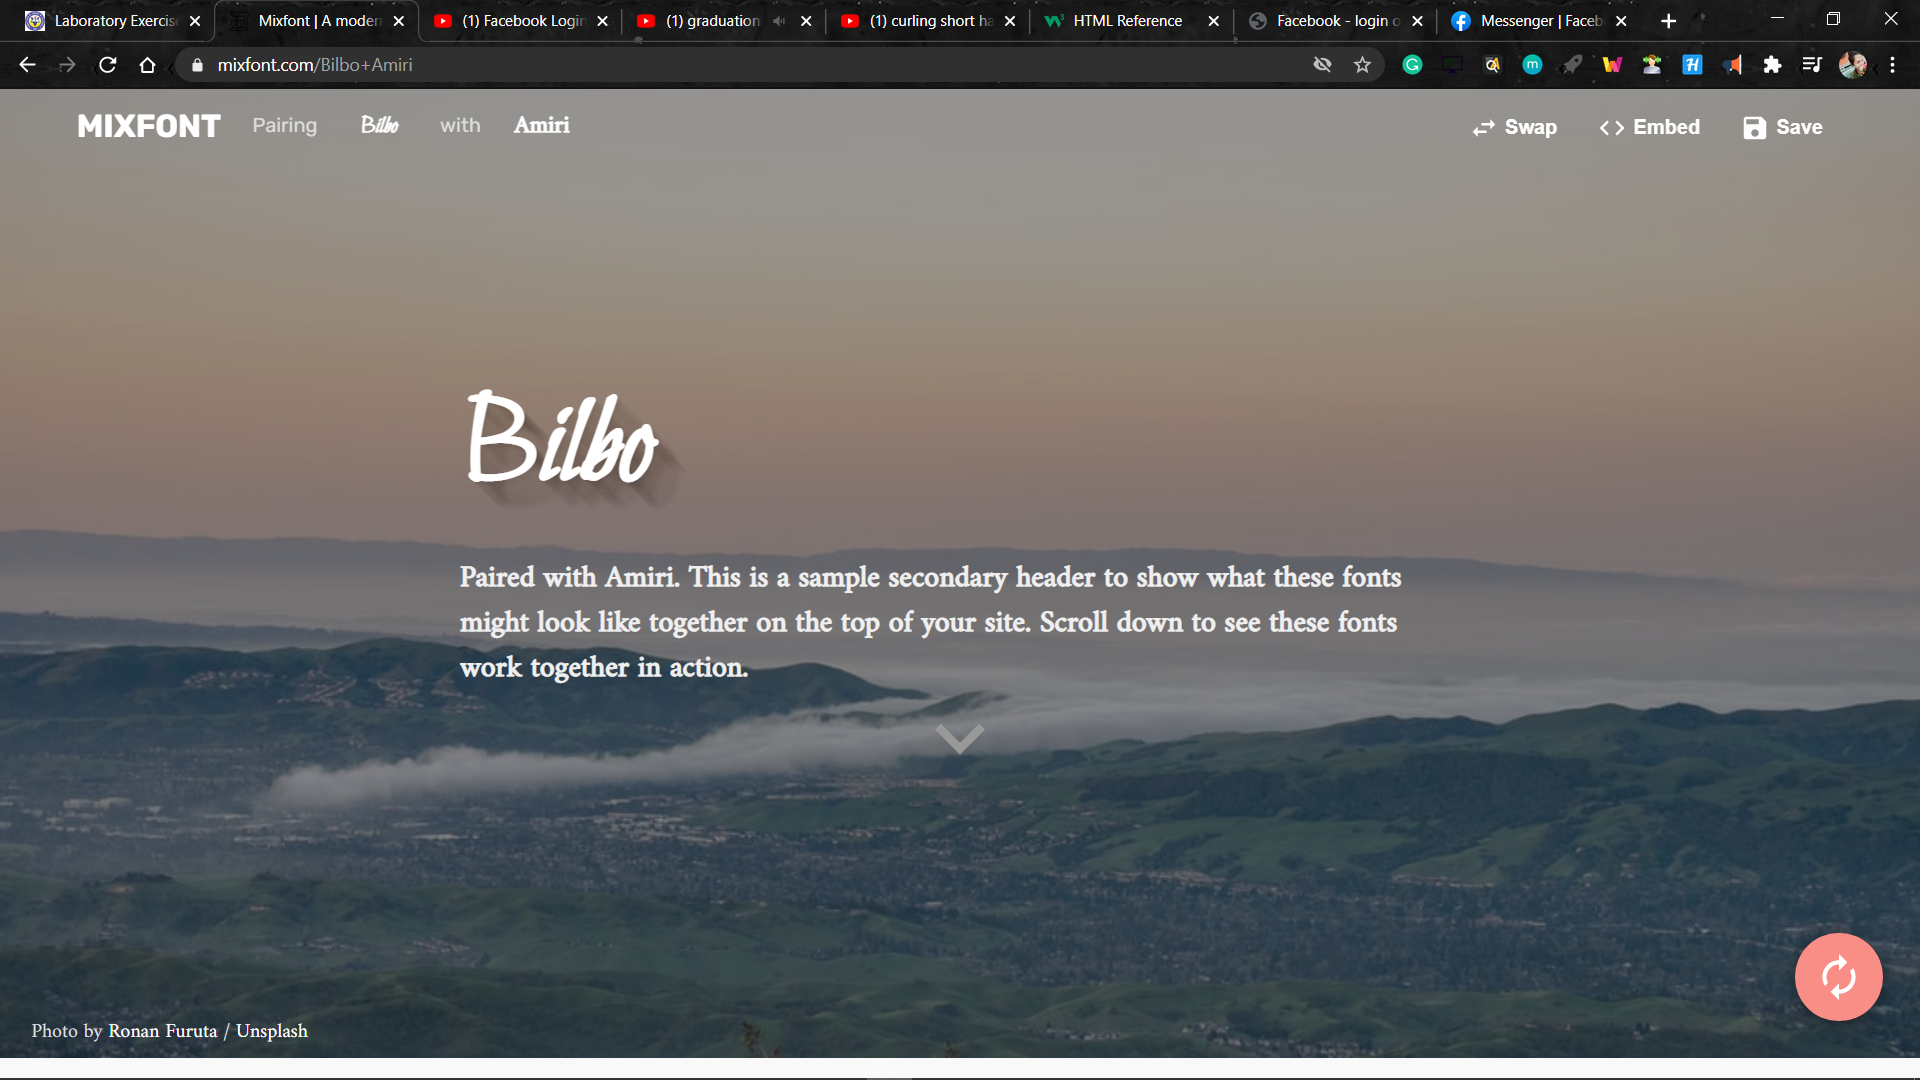 Laboratory Exercis
Mixfont | A moder
(1) Facebook Login
(1) graduation
(1) curling short ha
HTML Reference
Facebook - login o
Messenger | Faceb
mixfont.com/Bilbo+Amiri
MIXFONT Pairing Bilbo with Amiri
Swap Embed Save
Bilbo
Paired with Amiri. This is a sample secondary header to show what these fonts
might look like together on the top of your site. Scroll down to see these fonts
work together in action.
Photo by Ronan Furuta / Unsplash